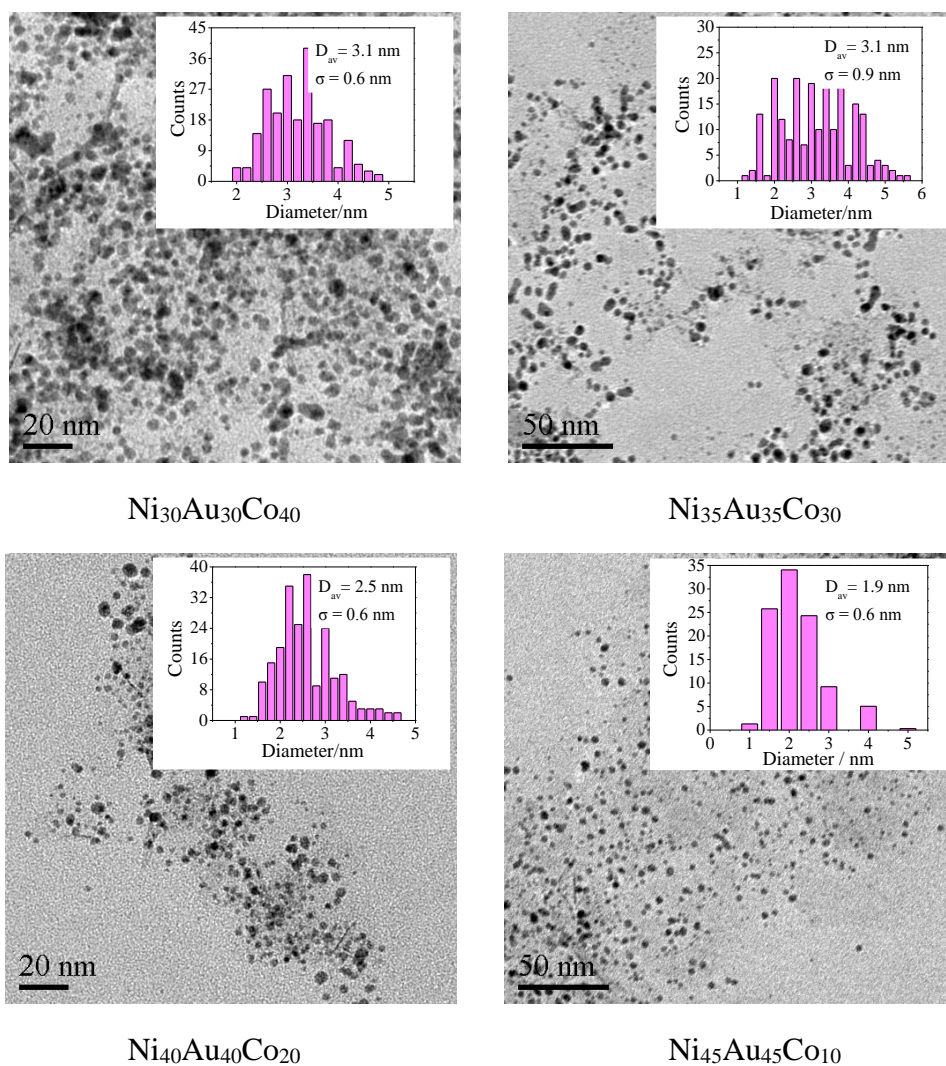 45
36
27
18
9
0
Counts
D_av = 3.1 nm
σ = 0.6 nm
2 3 4 5
Diameter/nm
20 nm
30
25
20
15
10
5
0
Counts
D_av = 3.1 nm
σ = 0.9 nm
1 2 3 4 5 6
Diameter/nm
50 nm
Ni₃₀Au₃₀Co₄₀
Ni₃₅Au₃₅Co₃₀
40
32
24
16
8
0
Counts
D_av = 2.5 nm
σ = 0.6 nm
1 2 3 4 5
Diameter/nm
20 nm
35
30
25
20
15
10
5
0
Counts
D_av = 1.9 nm
σ = 0.6 nm
0 1 2 3 4 5
Diameter / nm
50 nm
Ni₄₀Au₄₀Co₂₀
Ni₄₅Au₄₅Co₁₀